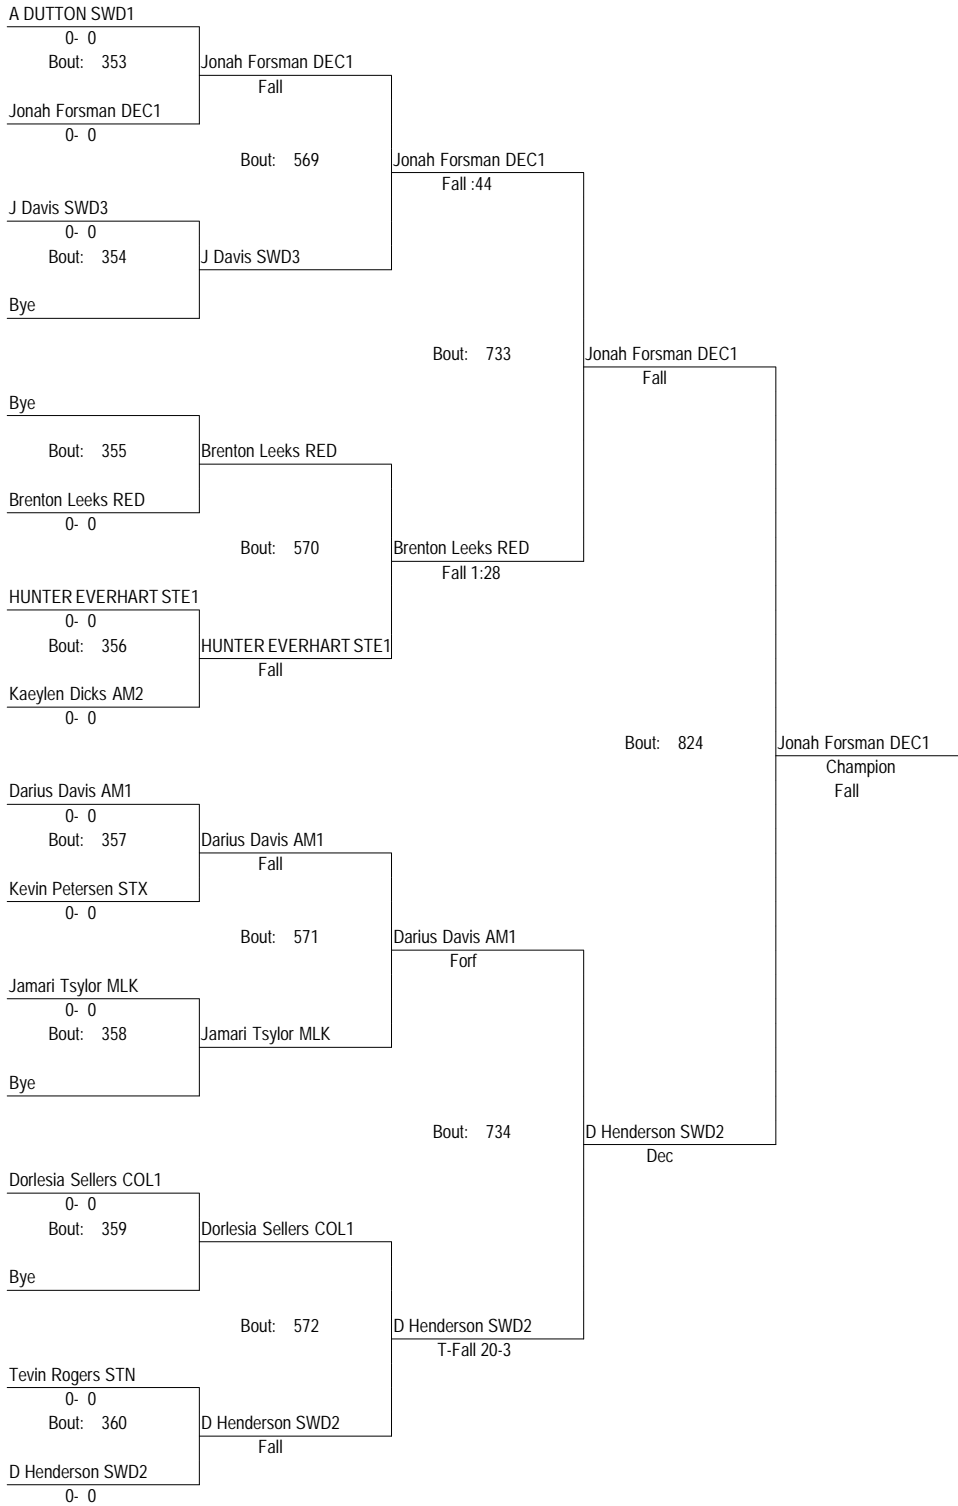 A DUTTON SWD1
0- 0
Bout: 353
Jonah Forsman DEC1
Fall
Jonah Forsman DEC1
0- 0
Bout: 569
Jonah Forsman DEC1
Fall :44
J Davis SWD3
0- 0
Bout: 354
J Davis SWD3
Bye
Bout: 733
Jonah Forsman DEC1
Fall
Bye
Bout: 355
Brenton Leeks RED
Brenton Leeks RED
0- 0
Bout: 570
Brenton Leeks RED
Fall 1:28
HUNTER EVERHART STE1
0- 0
Bout: 356
HUNTER EVERHART STE1
Fall
Kaeylen Dicks AM2
0- 0
Bout: 824
Jonah Forsman DEC1
Champion
Fall
Darius Davis AM1
0- 0
Bout: 357
Darius Davis AM1
Fall
Kevin Petersen STX
0- 0
Bout: 571
Darius Davis AM1
Forf
Jamari Tsylor MLK
0- 0
Bout: 358
Jamari Tsylor MLK
Bye
Bout: 734
D Henderson SWD2
Dec
Dorlesia Sellers COL1
0- 0
Bout: 359
Dorlesia Sellers COL1
Bye
Bout: 572
D Henderson SWD2
T-Fall 20-3
Tevin Rogers STN
0- 0
Bout: 360
D Henderson SWD2
Fall
D Henderson SWD2
0- 0